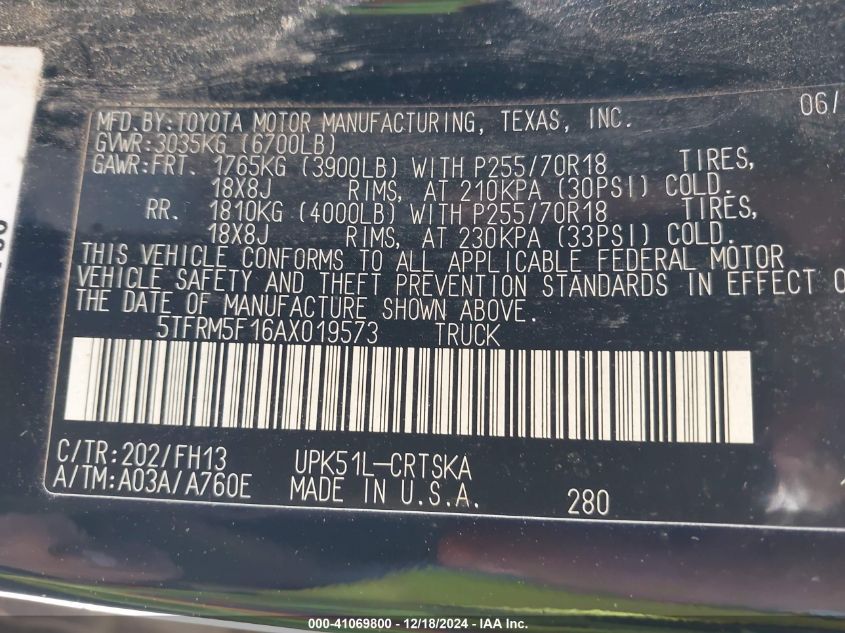 MFD.BY:TOYOTA MOTOR MANUFACTURING, TEXAS, INC. 06/
GVWR:3035KG (6700LB)
GAWR:FRT. 1765KG (3900LB) WITH P255/70R18 TIRES,
18X8J RIMS, AT 210KPA (30PSI) COLD.
RR. 1810KG (4000LB) WITH P255/70R18 TIRES,
18X8J RIMS, AT 230KPA (33PSI) COLD.
THIS VEHICLE CONFORMS TO ALL APPLICABLE FEDERAL MOTOR
VEHICLE SAFETY AND THEFT PREVENTION STANDARDS IN EFFECT O
THE DATE OF MANUFACTURE SHOWN ABOVE.
5TFRM5F16AX019573 TRUCK
C/TR:202/FH13 UPK51L-CRTSKA
A/TM:A03A/A760E MADE IN U.S.A. 280
000-41069800 - 12/18/2024 - IAA Inc.